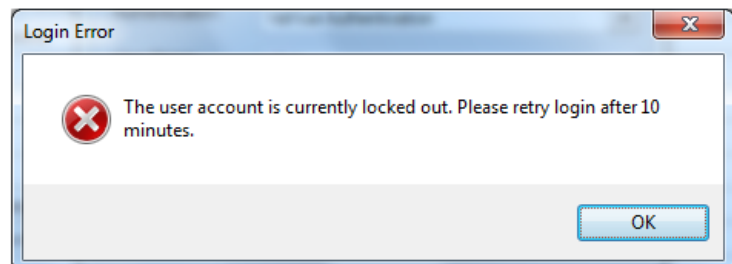 Login Error
The user account is currently locked out. Please retry login after 10
minutes.
OK